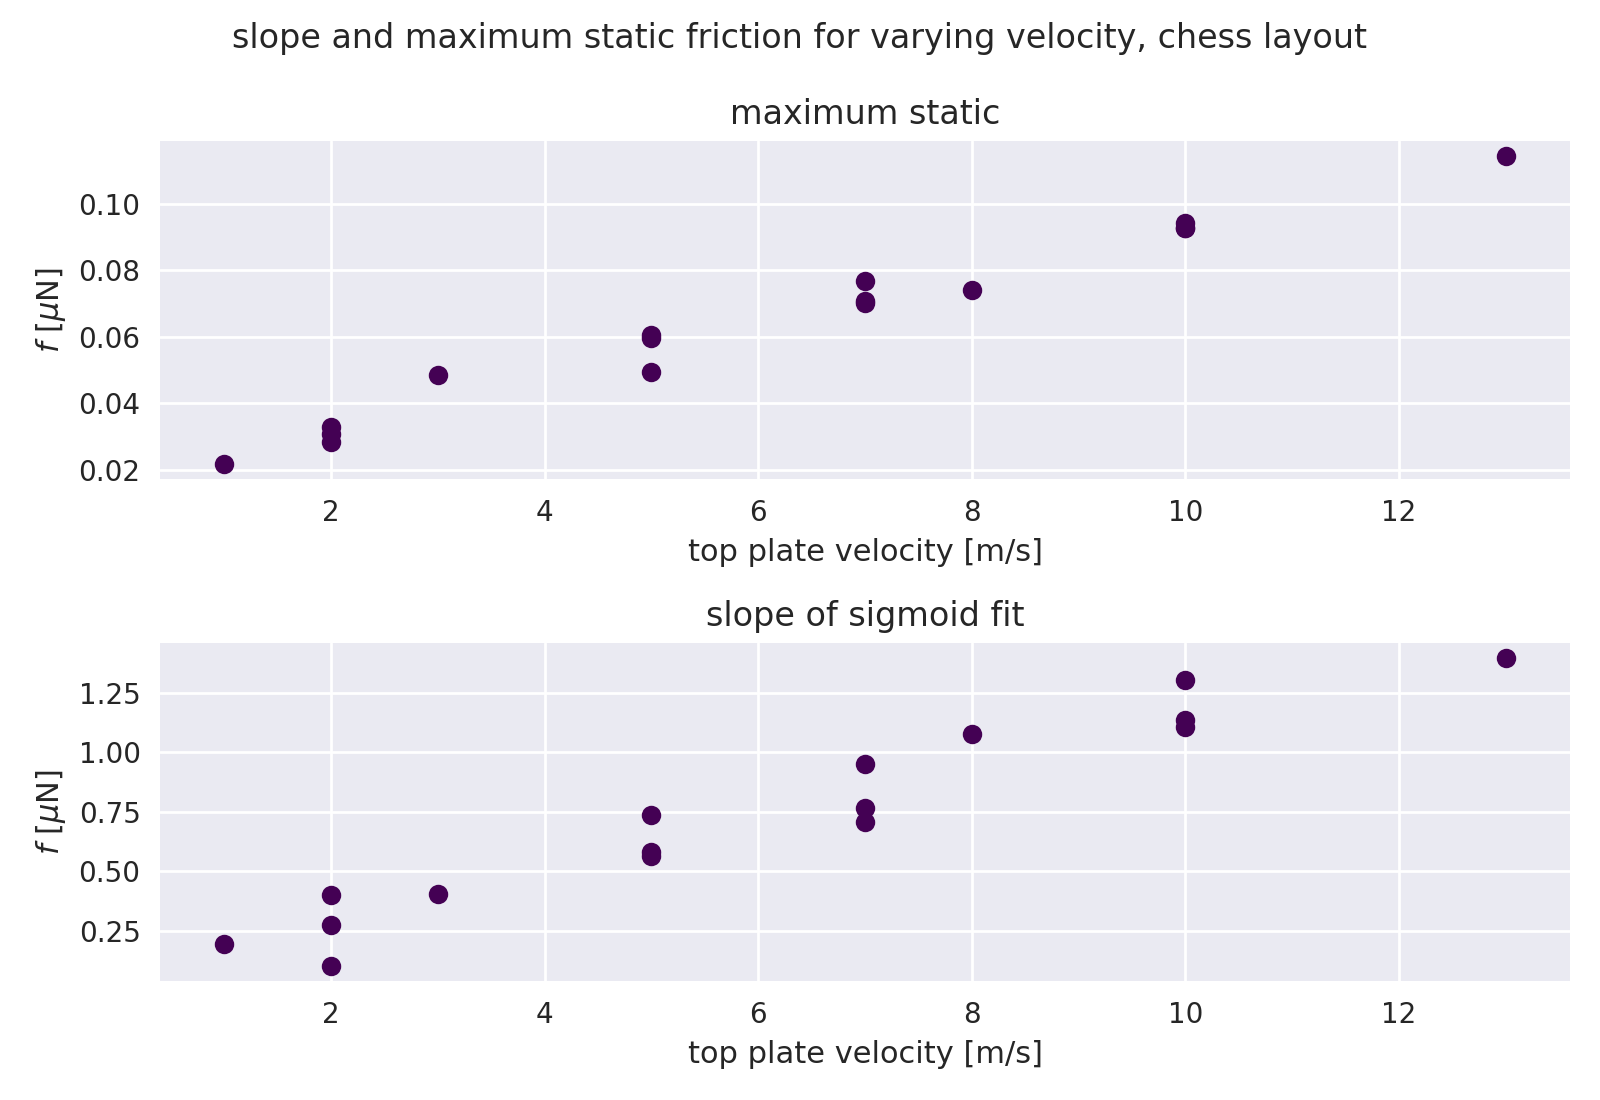 slope and maximum static friction for varying velocity, chess layout
maximum static
f [μN]
0.10
0.08
0.06
0.04
0.02
2 4 6 8 10 12
top plate velocity [m/s]
slope of sigmoid fit
f [μN]
1.25
1.00
0.75
0.50
0.25
2 4 6 8 10 12
top plate velocity [m/s]